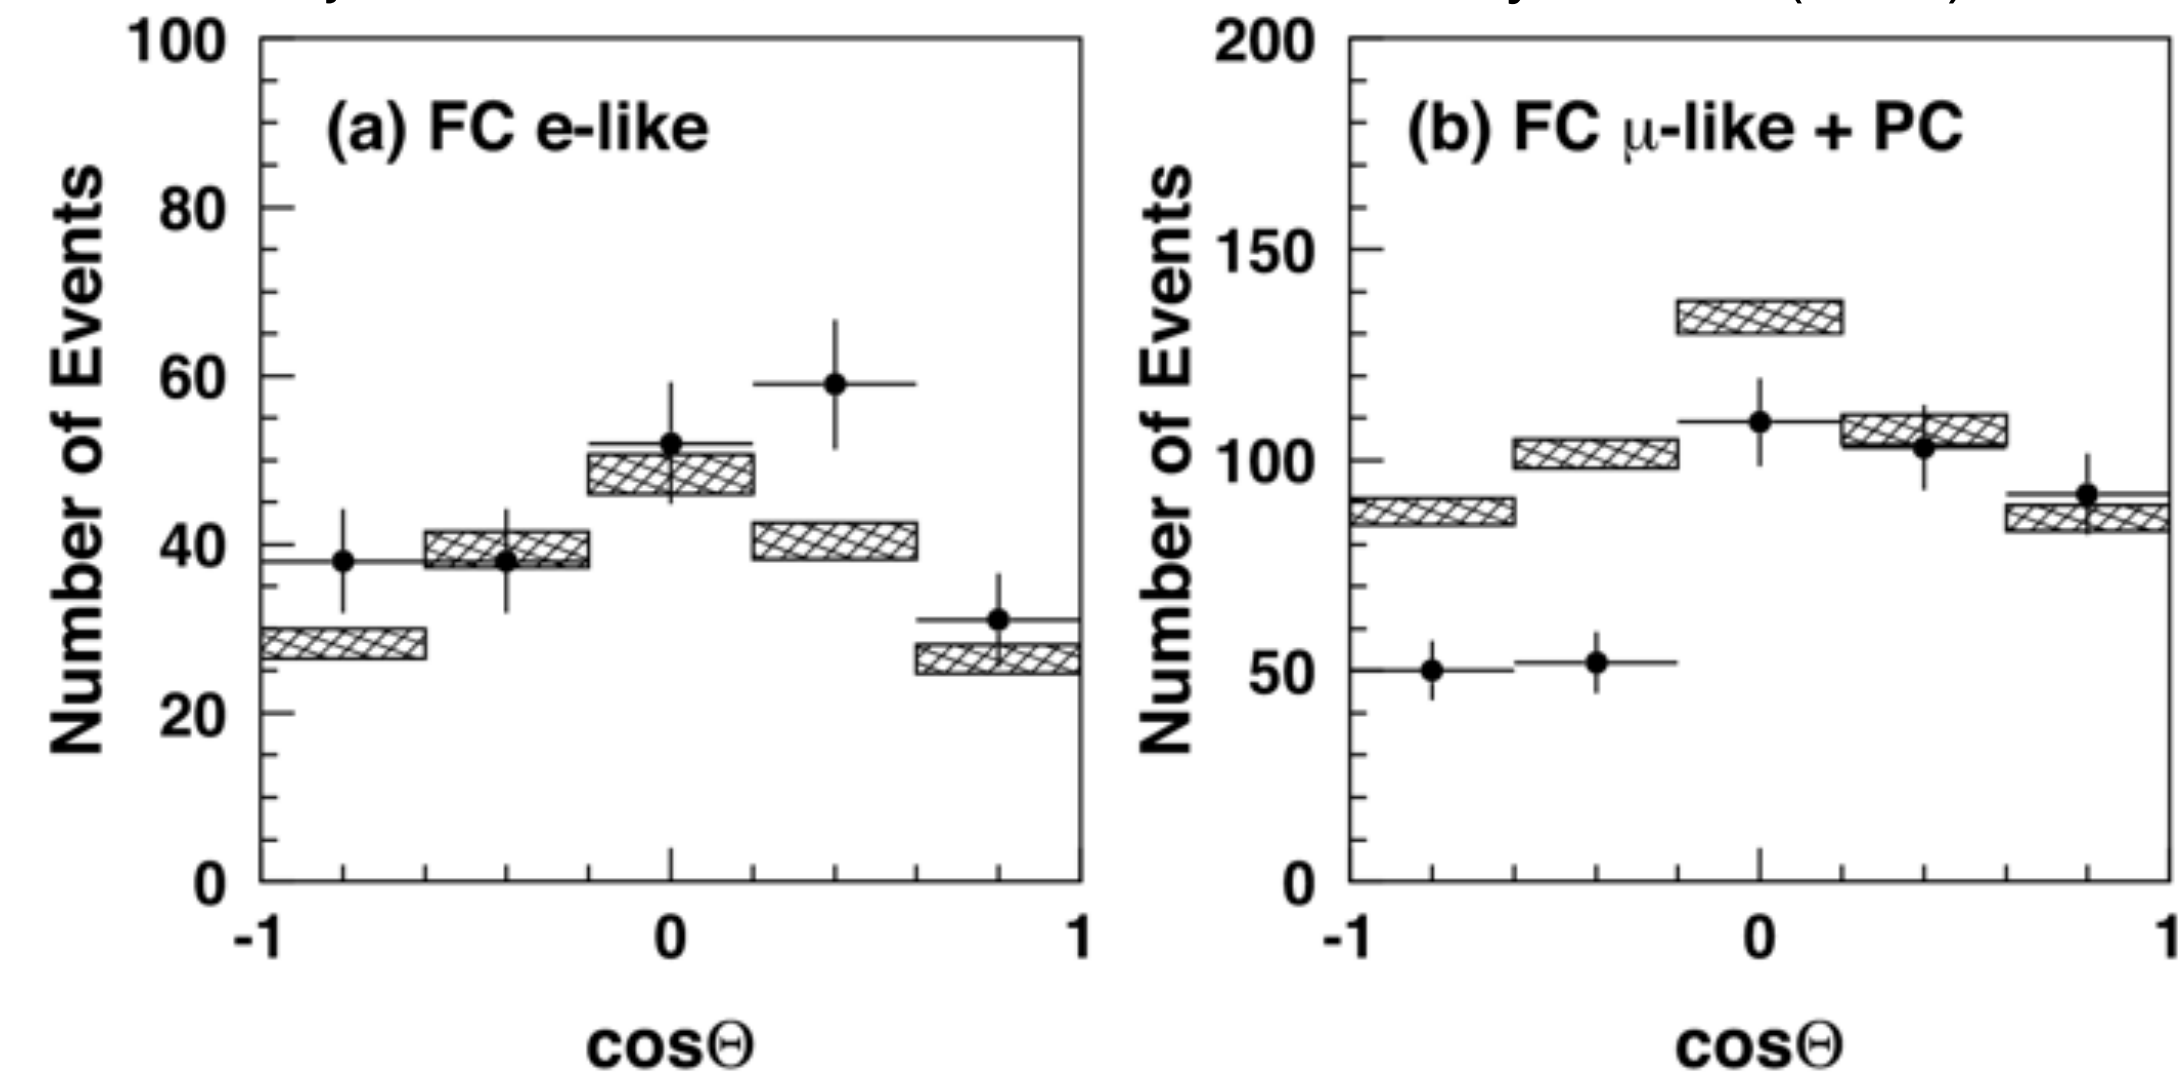 (a) FC e-like
Number of Events
100
80
60
40
20
0
-1 0 1
cosΘ
(b) FC μ-like + PC
Number of Events
200
150
100
50
0
-1 0 1
cosΘ